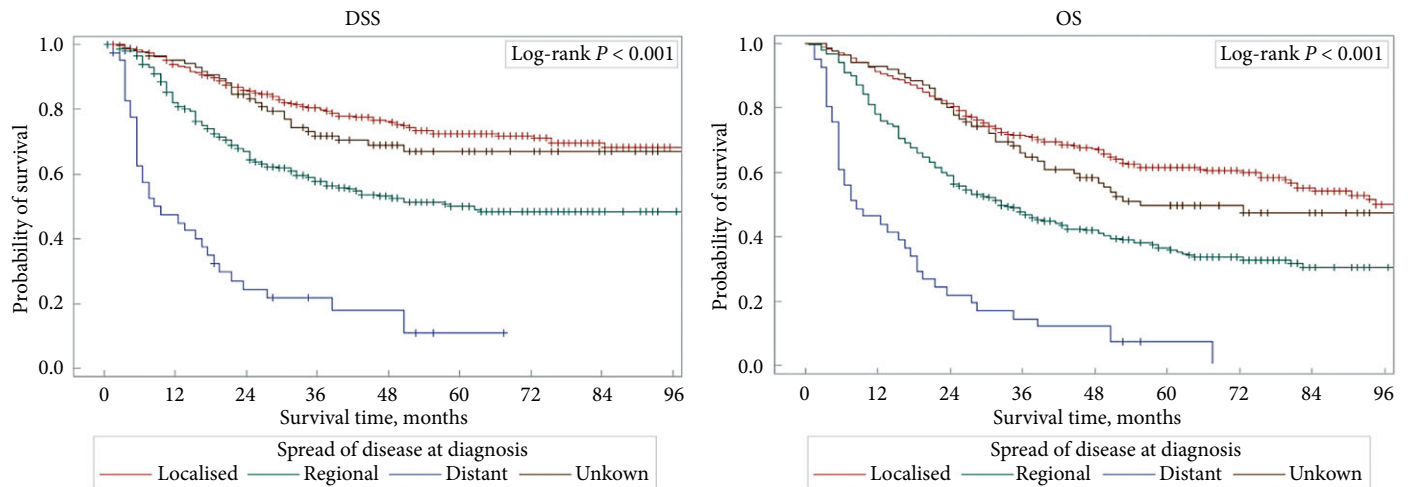 DSS
Log-rank P < 0.001
Probability of survival
1.0
0.8
0.6
0.4
0.2
0.0
0 12 24 36 48 60 72 84 96
Survival time, months
Spread of disease at diagnosis
Localised Regional Distant Unkown
OS
Log-rank P < 0.001
Probability of survival
1.0
0.8
0.6
0.4
0.2
0.0
0 12 24 36 48 60 72 84 96
Survival time, months
Spread of disease at diagnosis
Localised Regional Distant Unkown